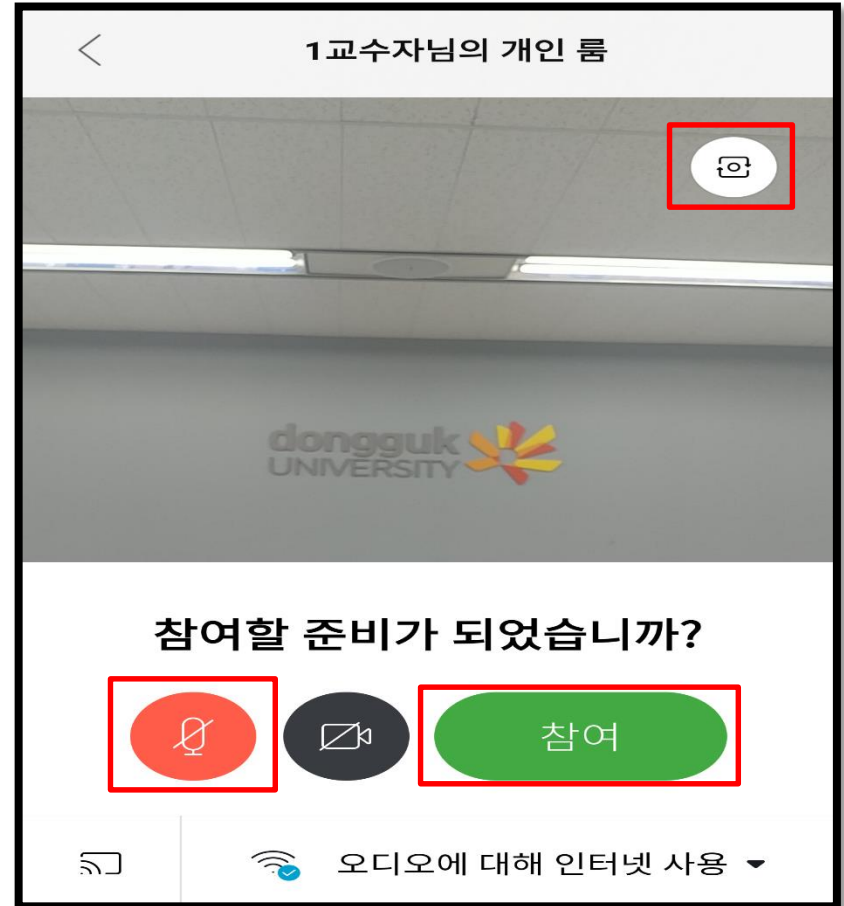 1교수자님의 개인 룸
dongguk
UNIVERSITY
참여할 준비가 되었습니까?
참여
오디오에 대해 인터넷 사용